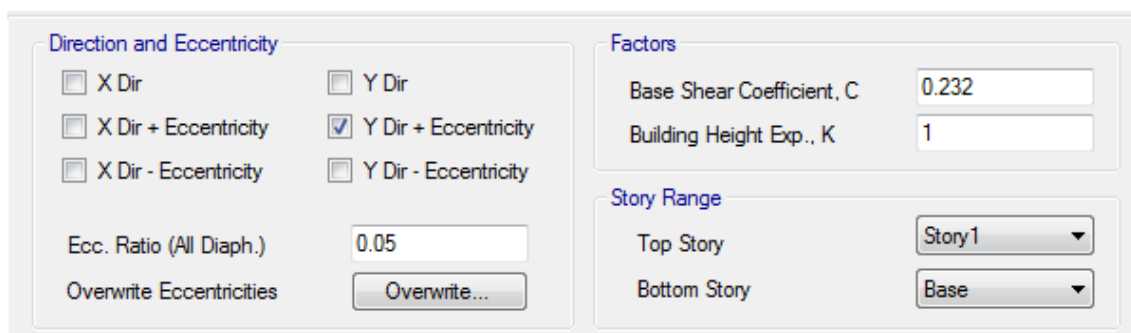 Direction and Eccentricity
X Dir
Y Dir
X Dir + Eccentricity
Y Dir + Eccentricity
X Dir - Eccentricity
Y Dir - Eccentricity
Ecc. Ratio (All Diaph.)
0.05
Overwrite Eccentricities
Overwrite...
Factors
Base Shear Coefficient, C
0.232
Building Height Exp., K
1
Story Range
Top Story
Story1
Bottom Story
Base